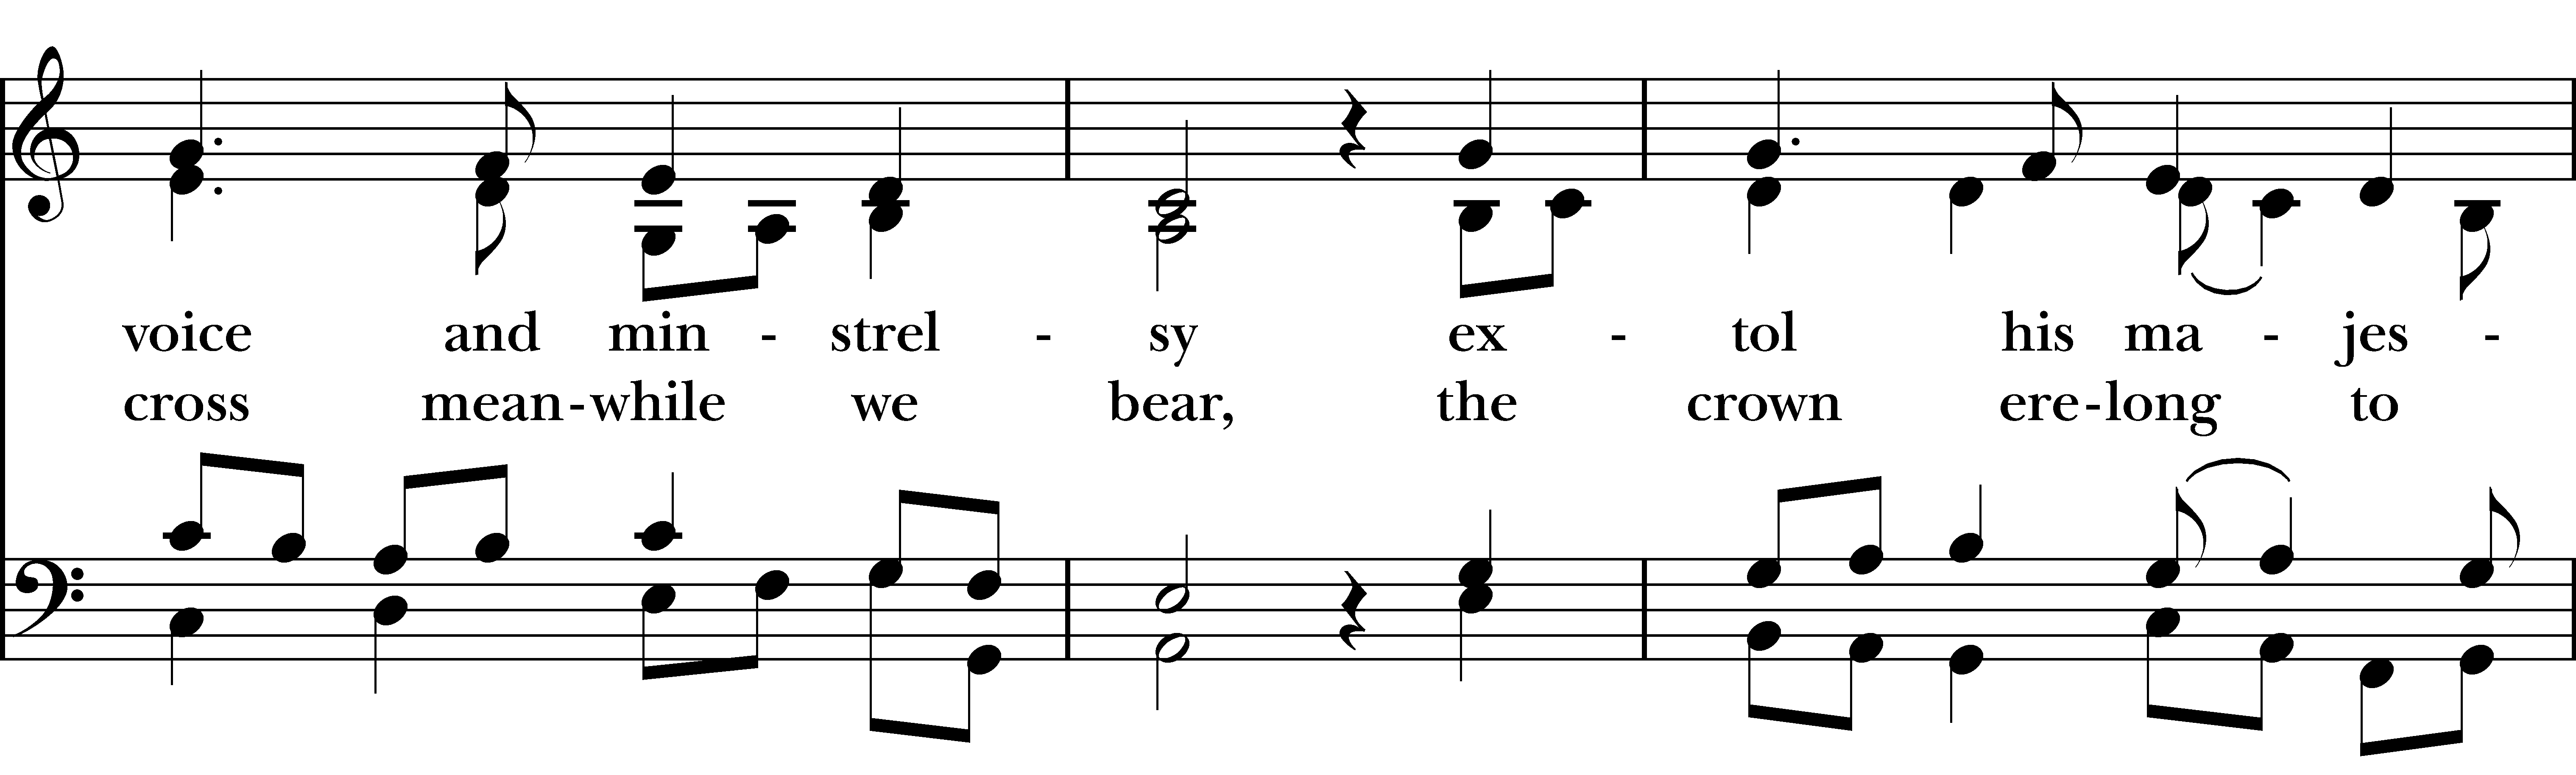 voice and min - strel - sy ex - tol his ma - jes -
cross mean-while we bear, the crown ere-long to